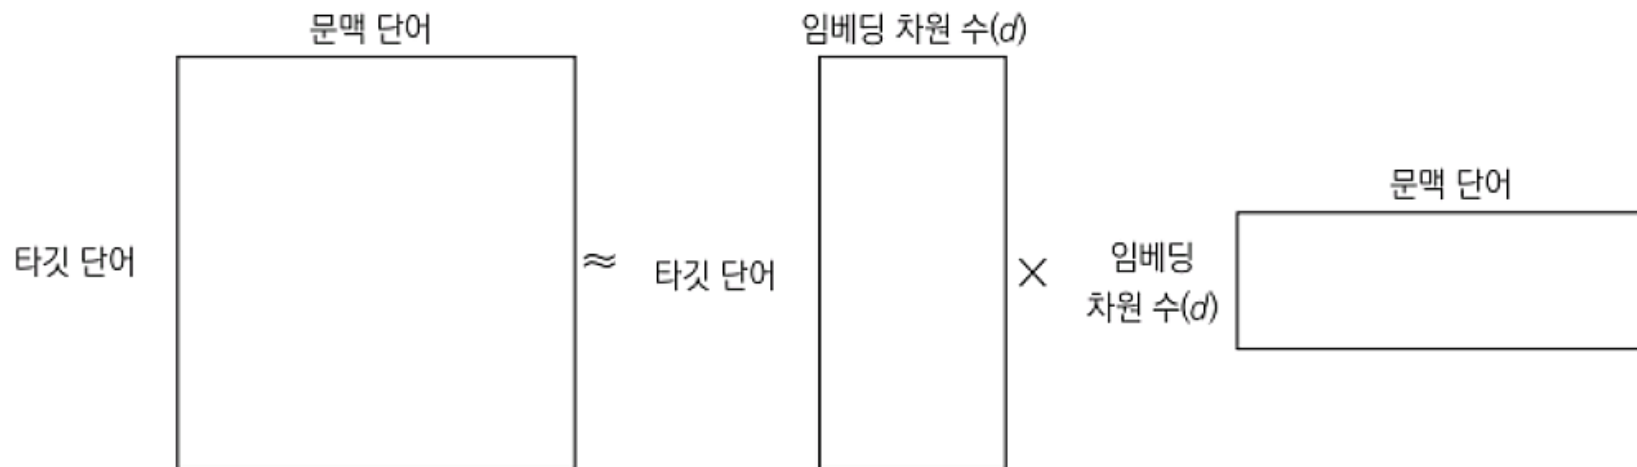 문맥 단어
임베딩 차원 수(d)
문맥 단어
타깃 단어
≈
타깃 단어
×
임베딩
차원 수(d)